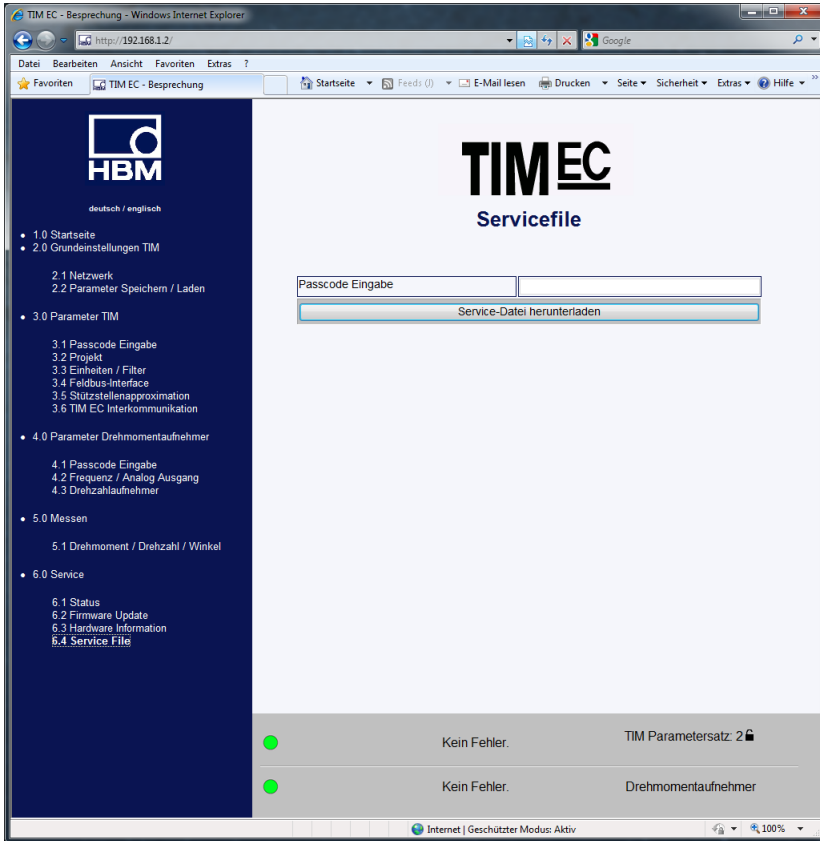 TIM EC - Besprechung - Windows Internet Explorer
http://192.168.1.2/
Google
Datei Bearbeiten Ansicht Favoriten Extras ?
Favoriten TIM EC - Besprechung Startseite Feeds (J) E-Mail lesen Drucken Seite Sicherheit Extras Hilfe
HBM
deutsch / englisch
1.0 Startseite
2.0 Grundeinstellungen TIM
2.1 Netzwerk
2.2 Parameter Speichern / Laden
3.0 Parameter TIM
3.1 Passcode Eingabe
3.2 Projekt
3.3 Einheiten / Filter
3.4 Feldbus-Interface
3.5 Stützstellenapproximation
3.6 TIM EC Interkommunikation
4.0 Parameter Drehmomentaufnehmer
4.1 Passcode Eingabe
4.2 Frequenz / Analog Ausgang
4.3 Drehzahlaufnehmer
5.0 Messen
5.1 Drehmoment / Drehzahl / Winkel
6.0 Service
6.1 Status
6.2 Firmware Update
6.3 Hardware Information
6.4 Service File
TIM EC
Servicefile
Passcode Eingabe
Service-Datei herunterladen
Kein Fehler. TIM Parametersatz: 2
Kein Fehler. Drehmomentaufnehmer
Internet | Geschützter Modus: Aktiv 100%